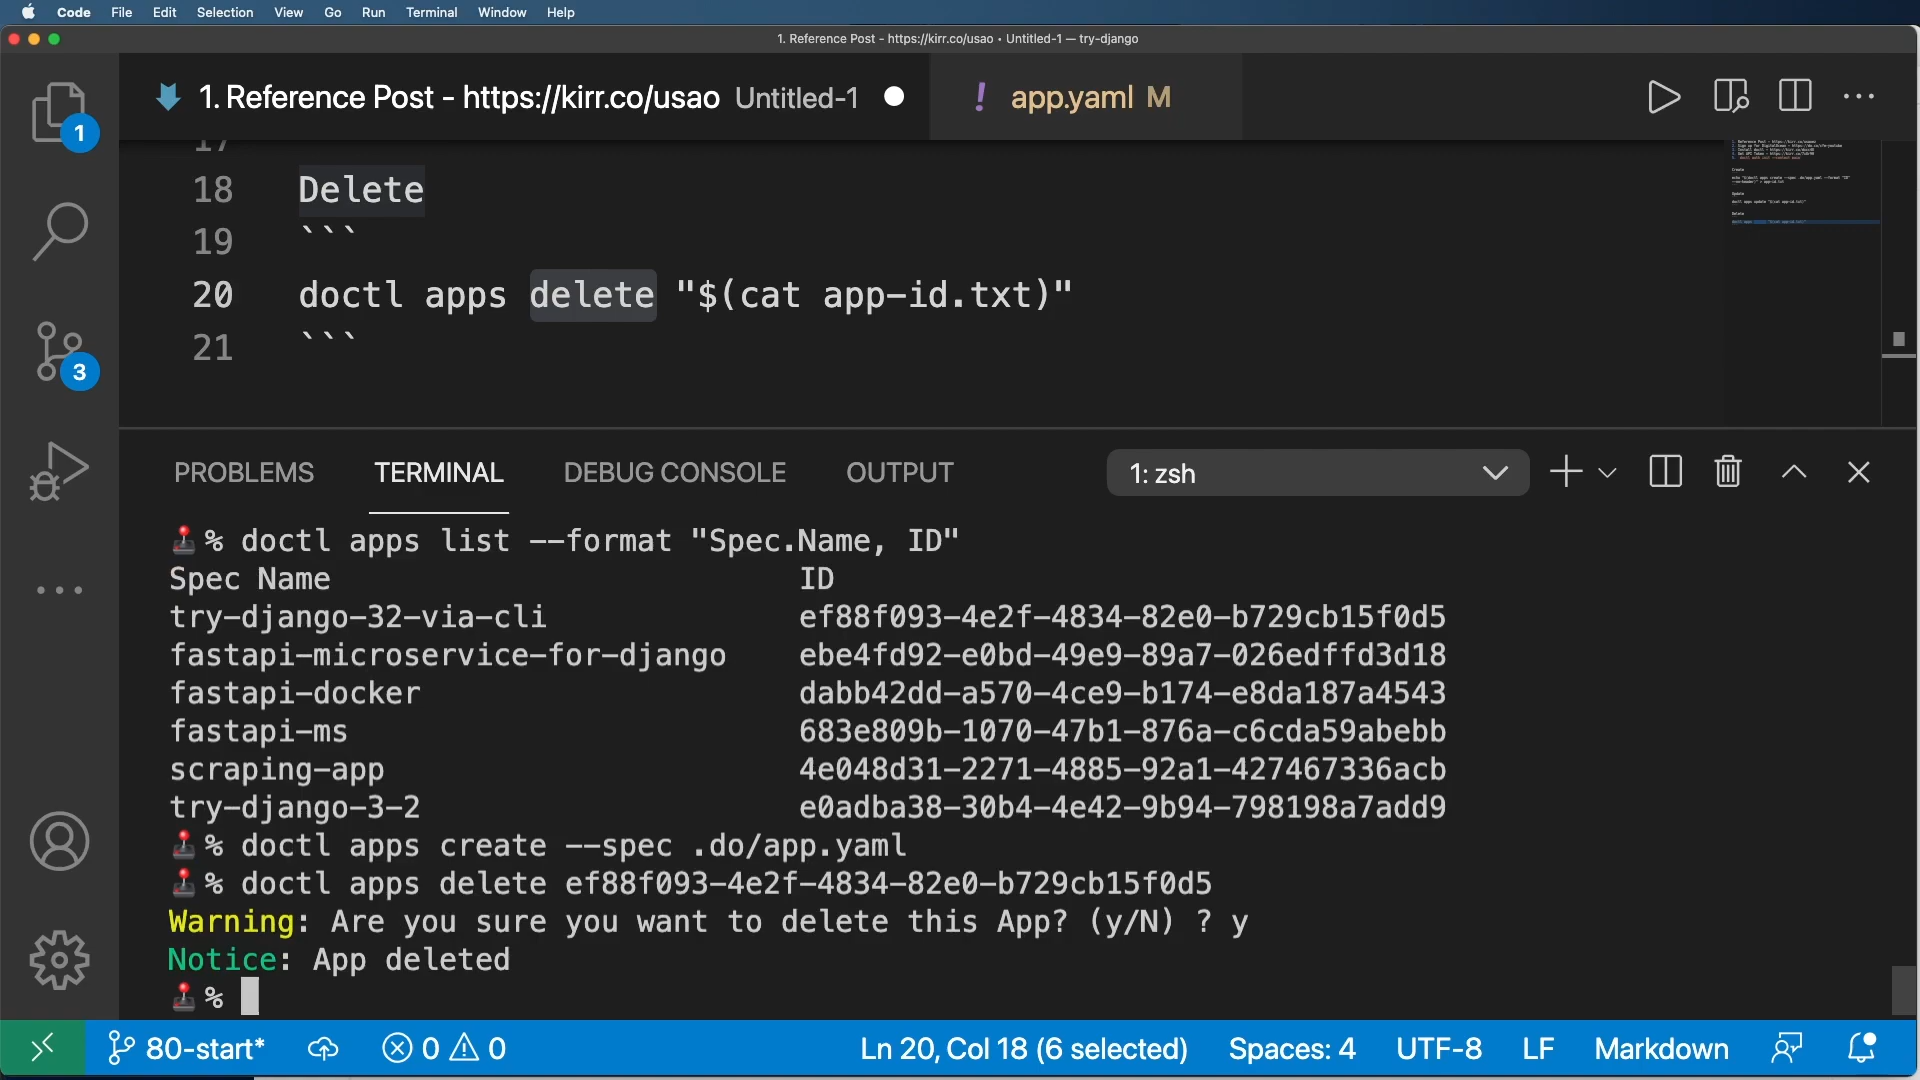 Code File Edit Selection View Go Run Terminal Window Help
1. Reference Post - https://kirr.co/usao • Untitled-1 — try-django
1. Reference Post - https://kirr.co/usao Untitled-1
! app.yaml M
1
3
17
18 Delete
19 ```
20 doctl apps delete "$(cat app-id.txt)"
21 ```
PROBLEMS TERMINAL DEBUG CONSOLE OUTPUT
1: zsh
% doctl apps list --format "Spec.Name, ID"
Spec Name ID
try-django-32-via-cli ef88f093-4e2f-4834-82e0-b729cb15f0d5
fastapi-microservice-for-django ebe4fd92-e0bd-49e9-89a7-026edffd3d18
fastapi-docker dabb42dd-a570-4ce9-b174-e8da187a4543
fastapi-ms 683e809b-1070-47b1-876a-c6cda59abebb
scraping-app 4e048d31-2271-4885-92a1-427467336acb
try-django-3-2 e0adba38-30b4-4e42-9b94-798198a7add9
% doctl apps create --spec .do/app.yaml
% doctl apps delete ef88f093-4e2f-4834-82e0-b729cb15f0d5
Warning: Are you sure you want to delete this App? (y/N) ? y
Notice: App deleted
%
80-start* 0 0 Ln 20, Col 18 (6 selected) Spaces: 4 UTF-8 LF Markdown